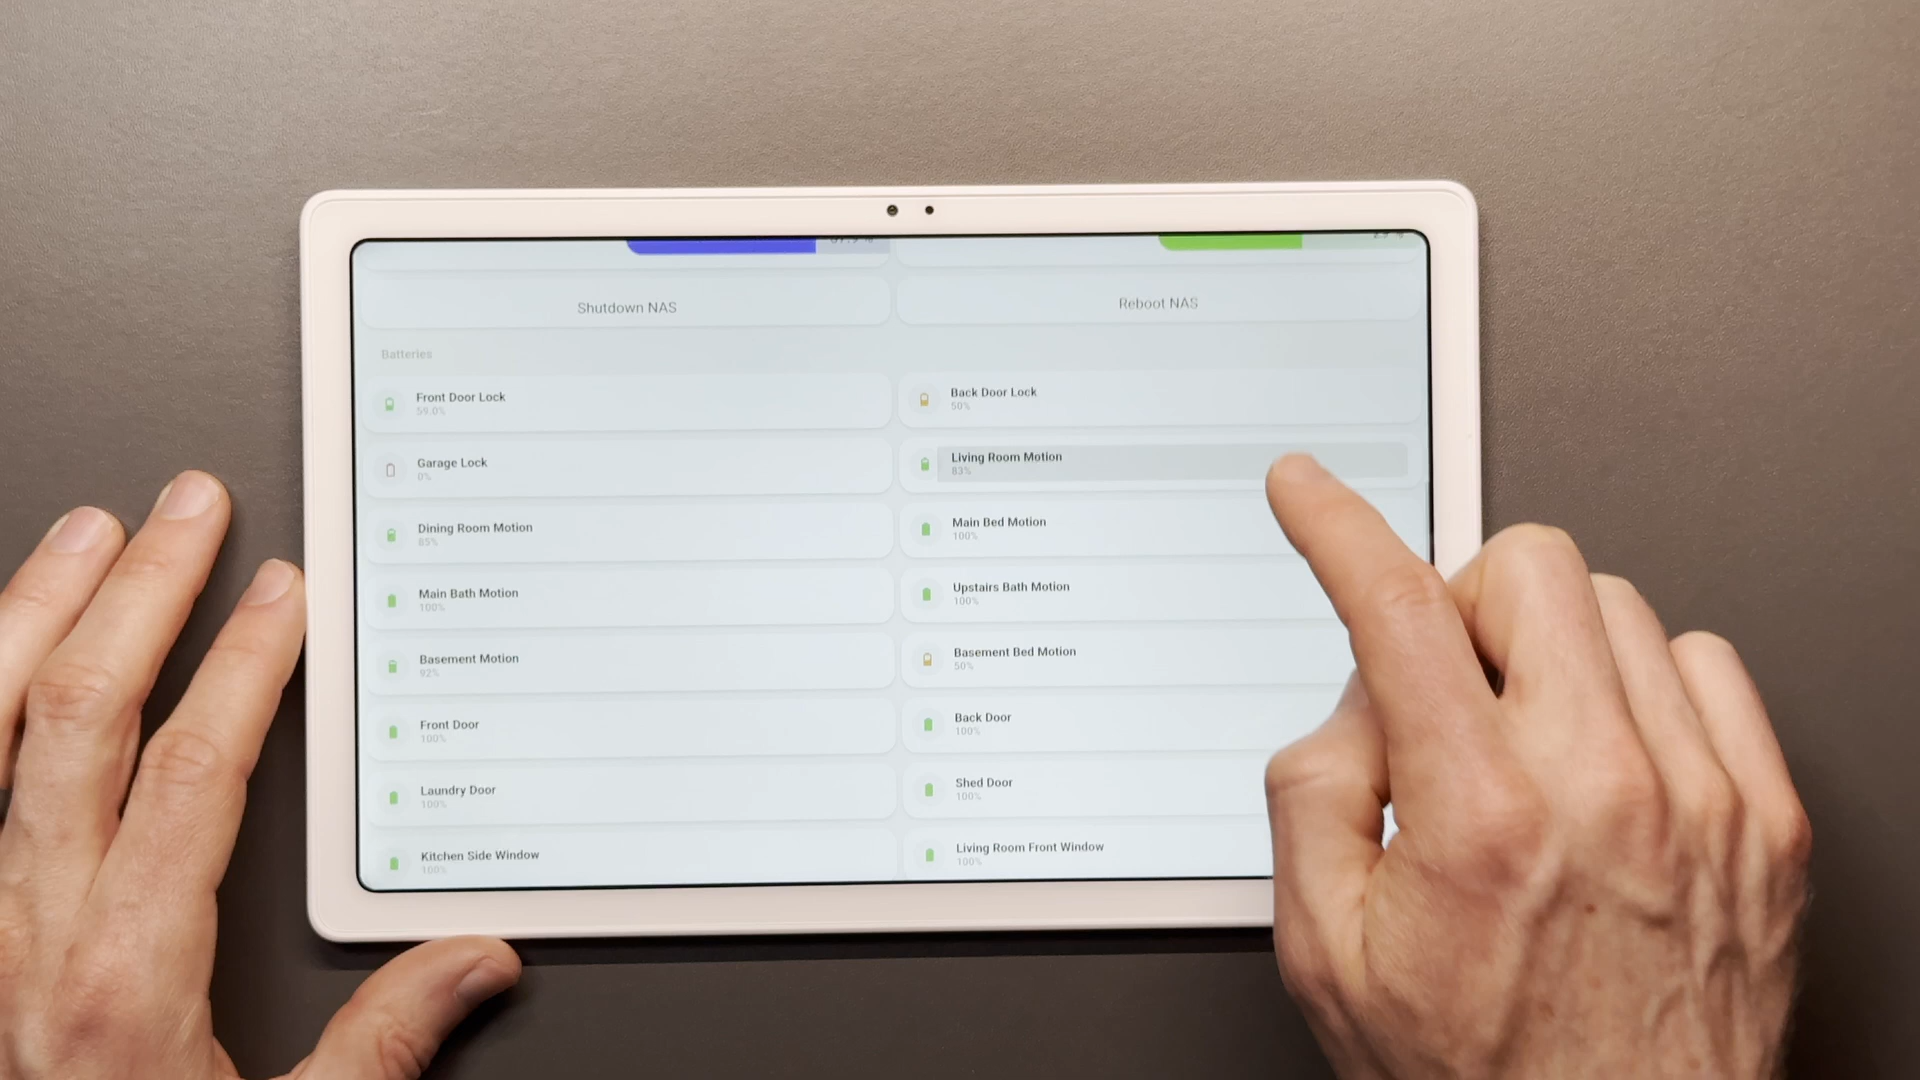 Shutdown NAS
Reboot NAS
Batteries
Front Door Lock
59.0%
Back Door Lock
50%
Garage Lock
0%
Living Room Motion
83%
Dining Room Motion
85%
Main Bed Motion
100%
Main Bath Motion
100%
Upstairs Bath Motion
100%
Basement Motion
92%
Basement Bed Motion
50%
Front Door
100%
Back Door
100%
Laundry Door
100%
Shed Door
100%
Kitchen Side Window
100%
Living Room Front Window
100%